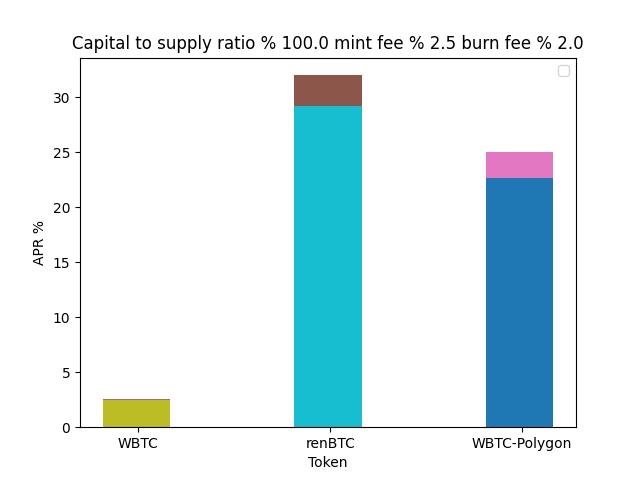 Capital to supply ratio % 100.0 mint fee % 2.5 burn fee % 2.0
30
25
20
15
10
5
0
APR %
WBTC renBTC WBTC-Polygon
Token